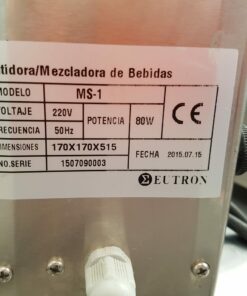 tidora/Mezcladora de Bebidas
MODELO MS-1
VOLTAJE 220V POTENCIA 80W CE
RECUENCIA 50Hz
IMENSIONES 170X170X515 FECHA 2015.07.15
NO.SERIE 1507090003 EUTRON